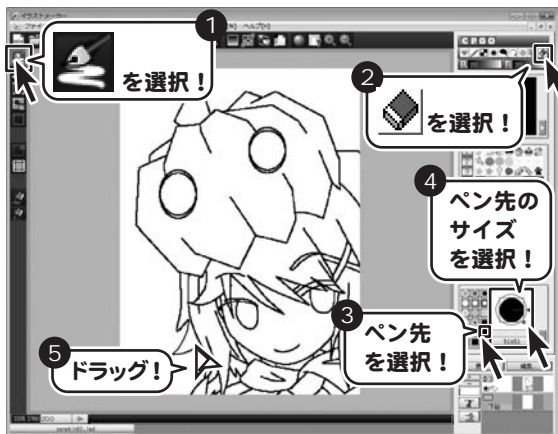 イラストメーカー
ヘルプ(H)
1
を選択！
2
を選択！
4
ペン先の
サイズ
を選択！
3
ペン先
を選択！
5
ドラッグ！
51x51